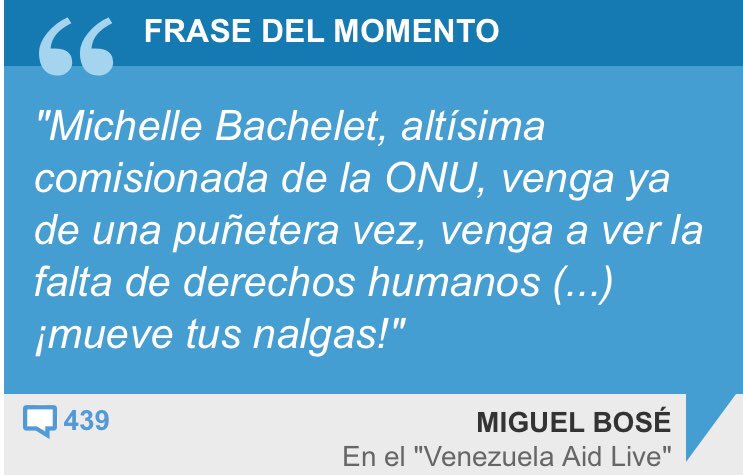 “
FRASE DEL MOMENTO
"Michelle Bachelet, altísima
comisionada de la ONU, venga ya
de una puñetera vez, venga a ver la
falta de derechos humanos (...)
¡mueve tus nalgas!"
439
MIGUEL BOSÉ
En el "Venezuela Aid Live"